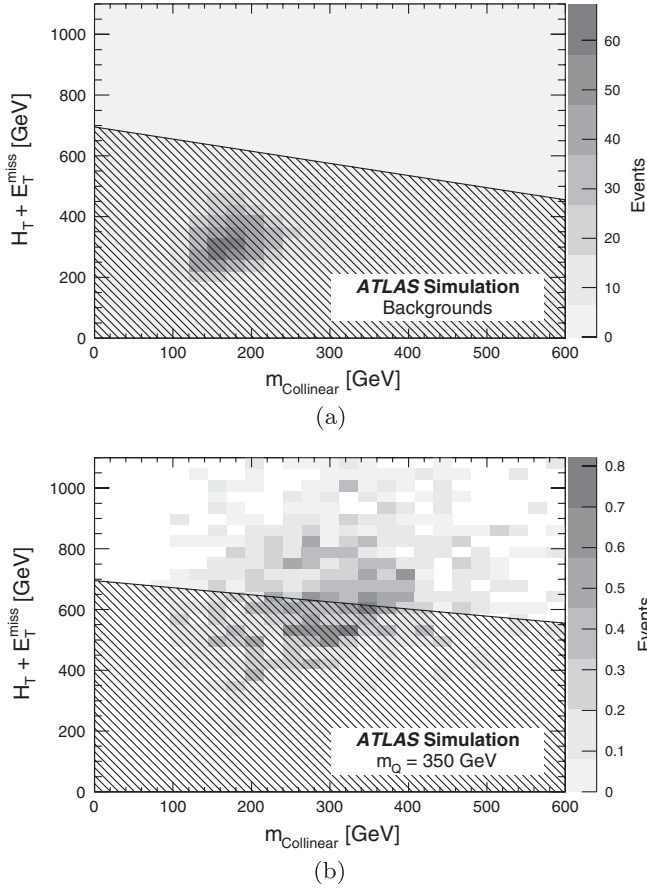 1000
800
600
400
200
0
H_T + E_T^miss [GeV]
0 100 200 300 400 500 600
m_Collinear [GeV]
ATLAS Simulation
Backgrounds
60
50
40
30
20
10
0
Events
(a)
1000
800
600
400
200
0
H_T + E_T^miss [GeV]
0 100 200 300 400 500 600
m_Collinear [GeV]
ATLAS Simulation
m_Q = 350 GeV
0.8
0.7
0.6
0.5
0.4
0.3
0.2
0.1
0
Events
(b)